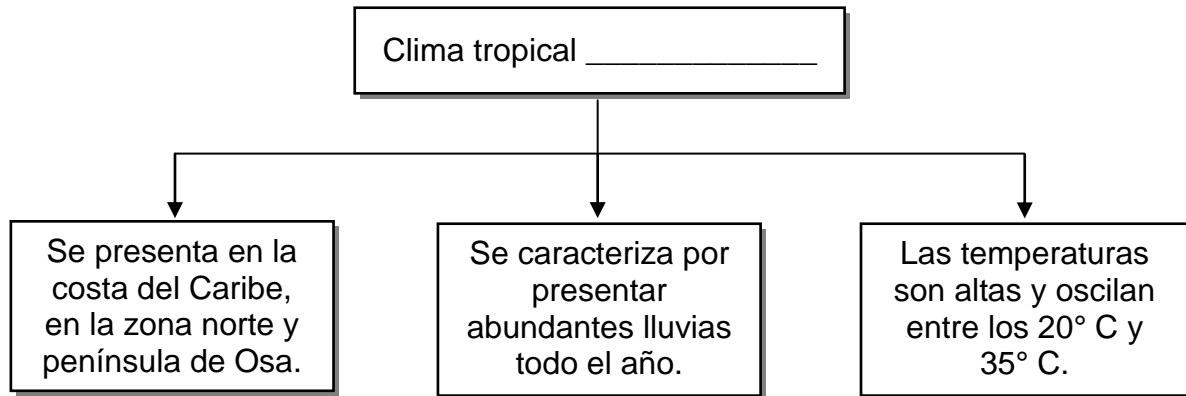 Clima tropical _____________
Se presenta en la
costa del Caribe,
en la zona norte y
península de Osa.
Se caracteriza por
presentar
abundantes lluvias
todo el año.
Las temperaturas
son altas y oscilan
entre los 20° C y
35° C.